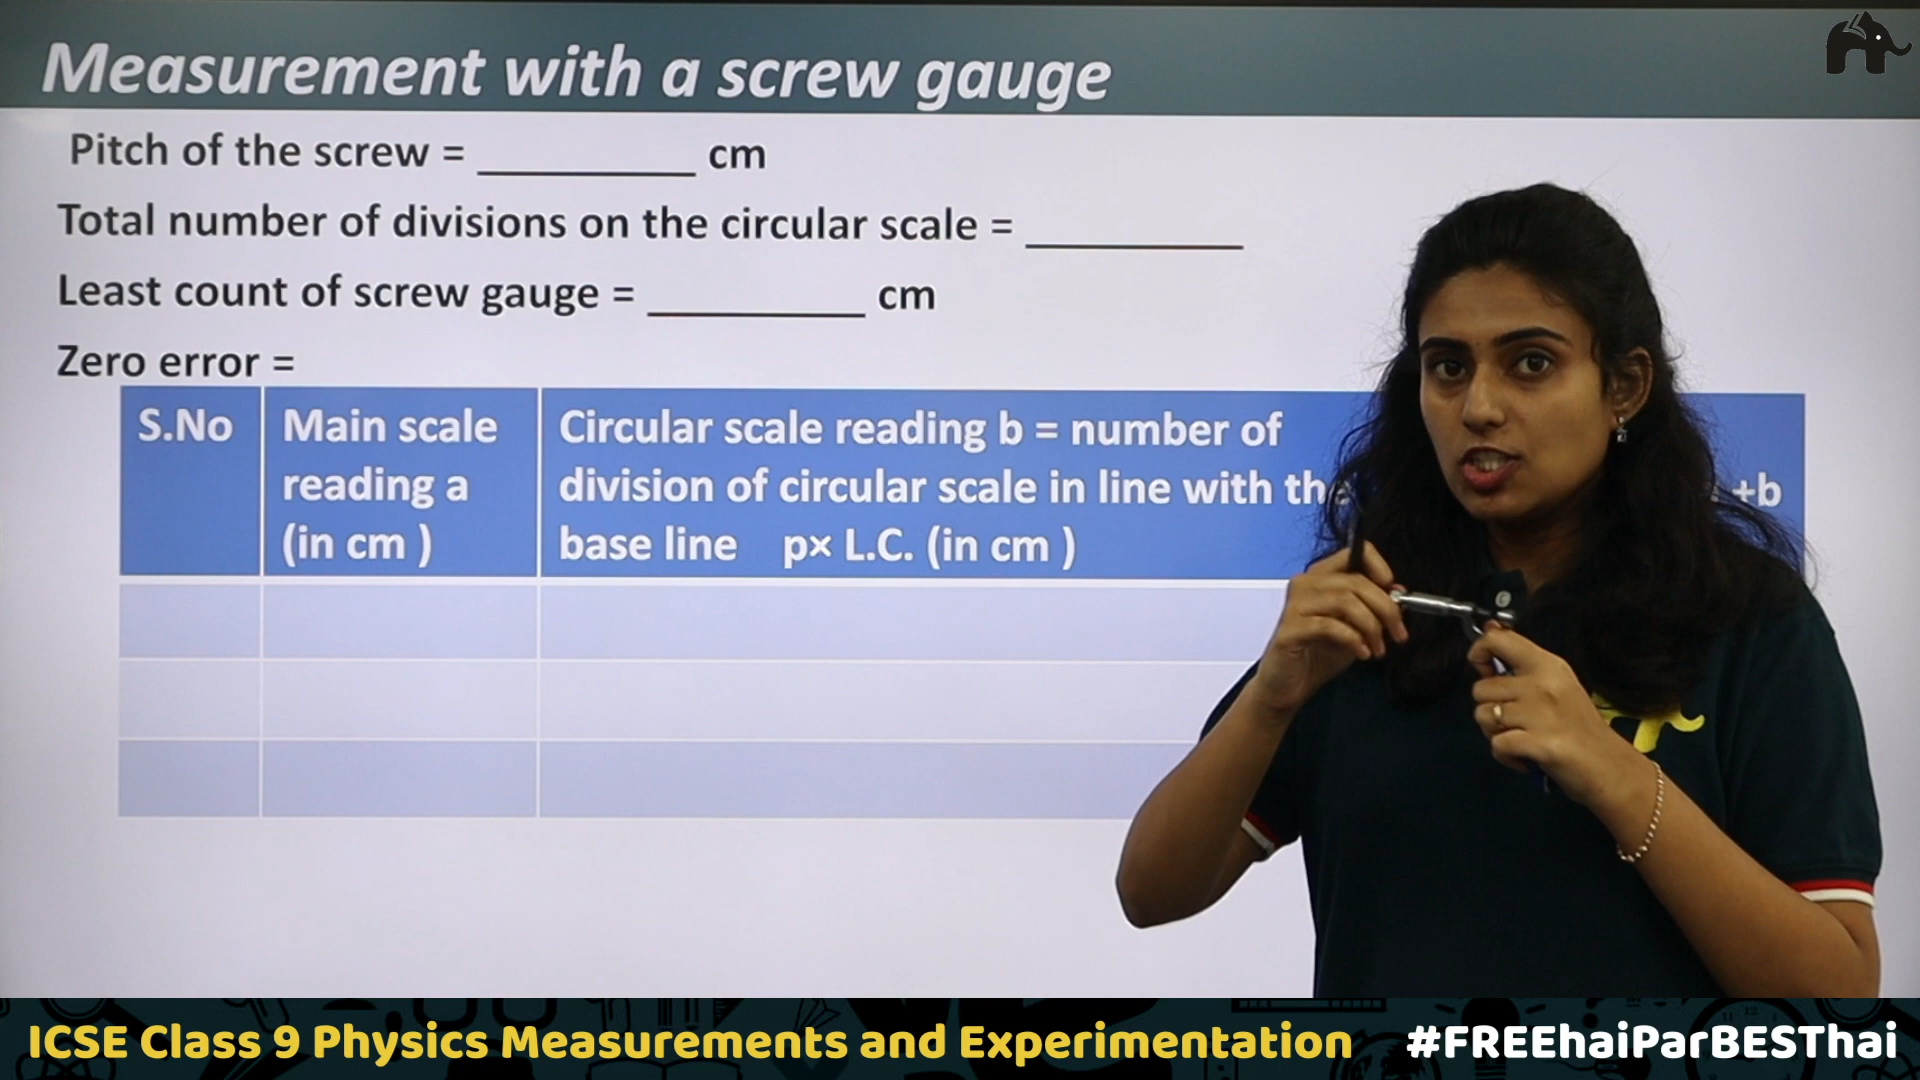 Measurement with a screw gauge
Pitch of the screw = __________ cm
Total number of divisions on the circular scale = __________
Least count of screw gauge = __________ cm
Zero error =
S.No
Main scale
reading a
(in cm )
Circular scale reading b = number of
division of circular scale in line with the
base line p× L.C. (in cm )
+b
ICSE Class 9 Physics Measurements and Experimentation
#FREEhaiParBESThai